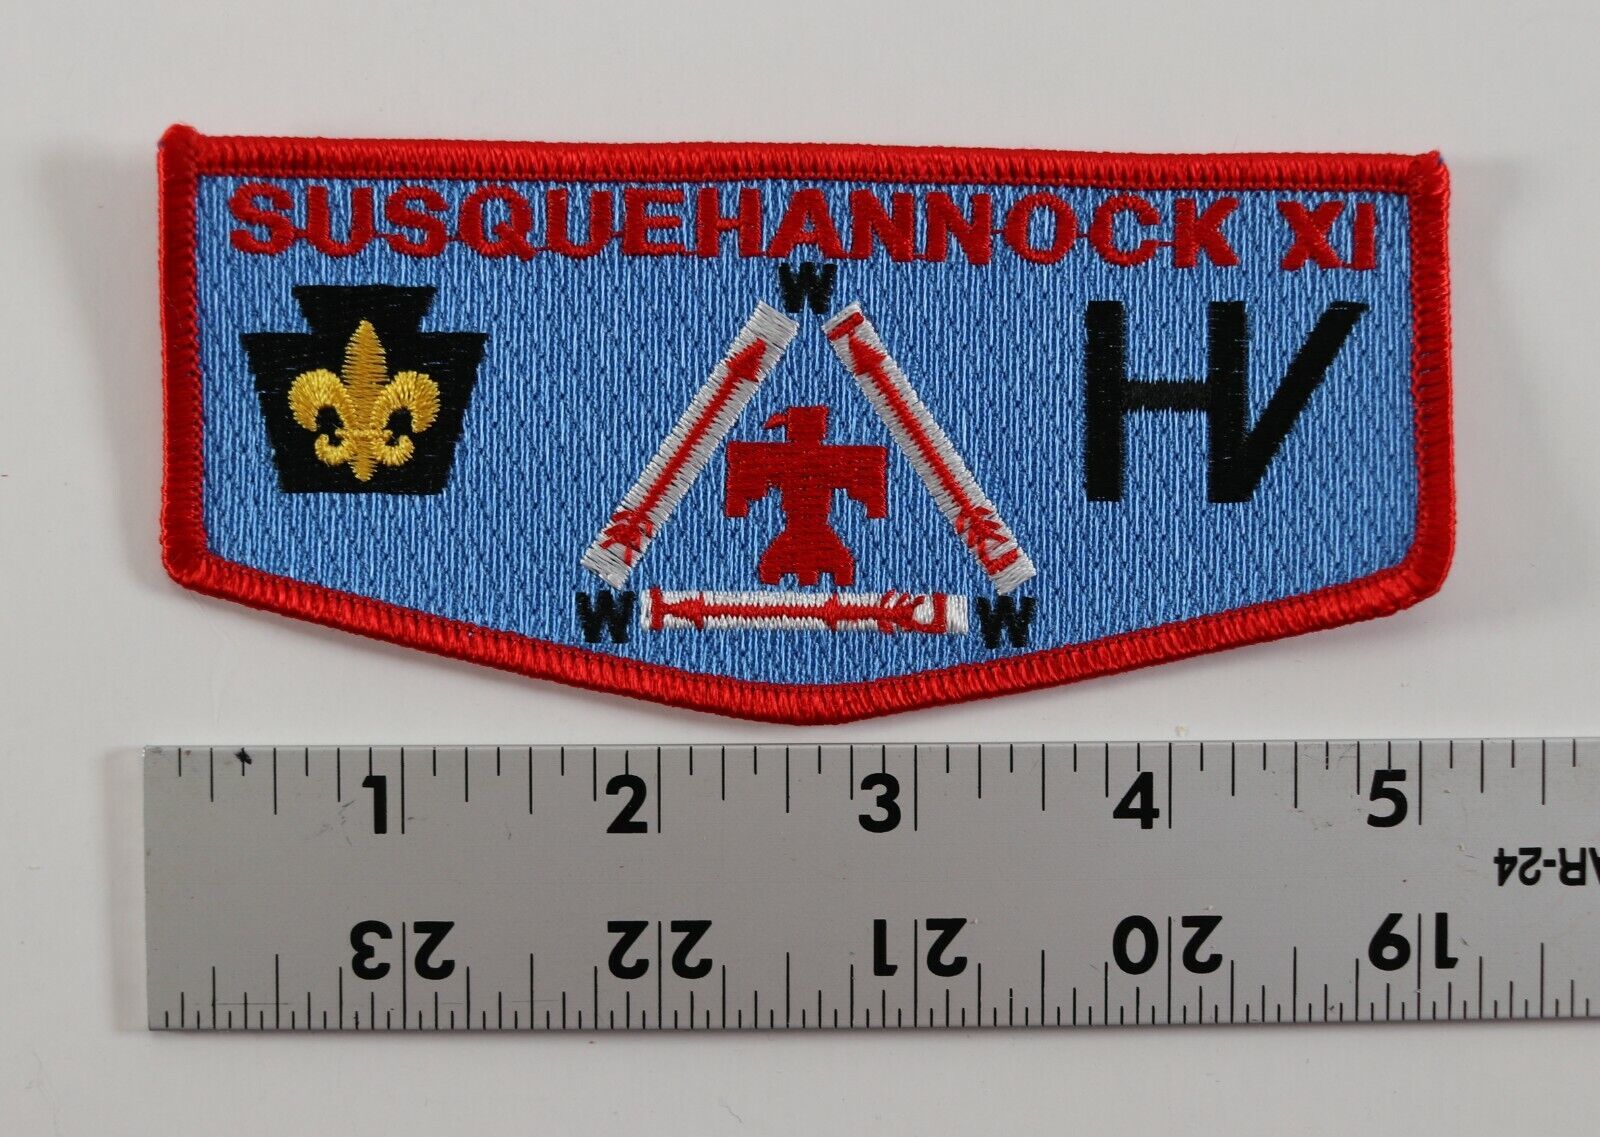 SUSQUEHANNOCK XI
W
HV
W W
1 2 3 4 5
AR-24
23 22 21 20 19